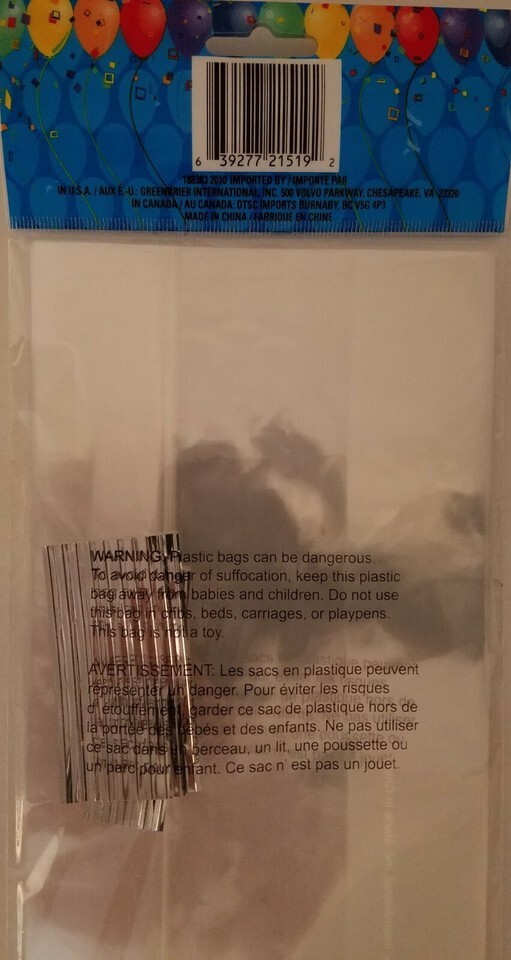 6 39277 21519 2
188383 2010 IMPORTED BY / IMPORTÉ PAR
IN U.S.A. / AUX É.-U.: GREENBRIER INTERNATIONAL, INC. 500 VOLVO PARKWAY, CHESAPEAKE, VA 23320
IN CANADA / AU CANADA: DTSC IMPORTS BURNABY, BC V5G 4P3
MADE IN CHINA / FABRIQUÉ EN CHINE
WARNING: Plastic bags can be dangerous.
To avoid danger of suffocation, keep this plastic
bag away from babies and children. Do not use
this bag in cribs, beds, carriages, or playpens.
This bag is not a toy.
AVERTISSEMENT: Les sacs en plastique peuvent
représenter un danger. Pour éviter les risques
d' étouffement, garder ce sac de plastique hors de
la portée des bébés et des enfants. Ne pas utiliser
ce sac dans un berceau, un lit, une poussette ou
un parc pour enfant. Ce sac n' est pas un jouet.